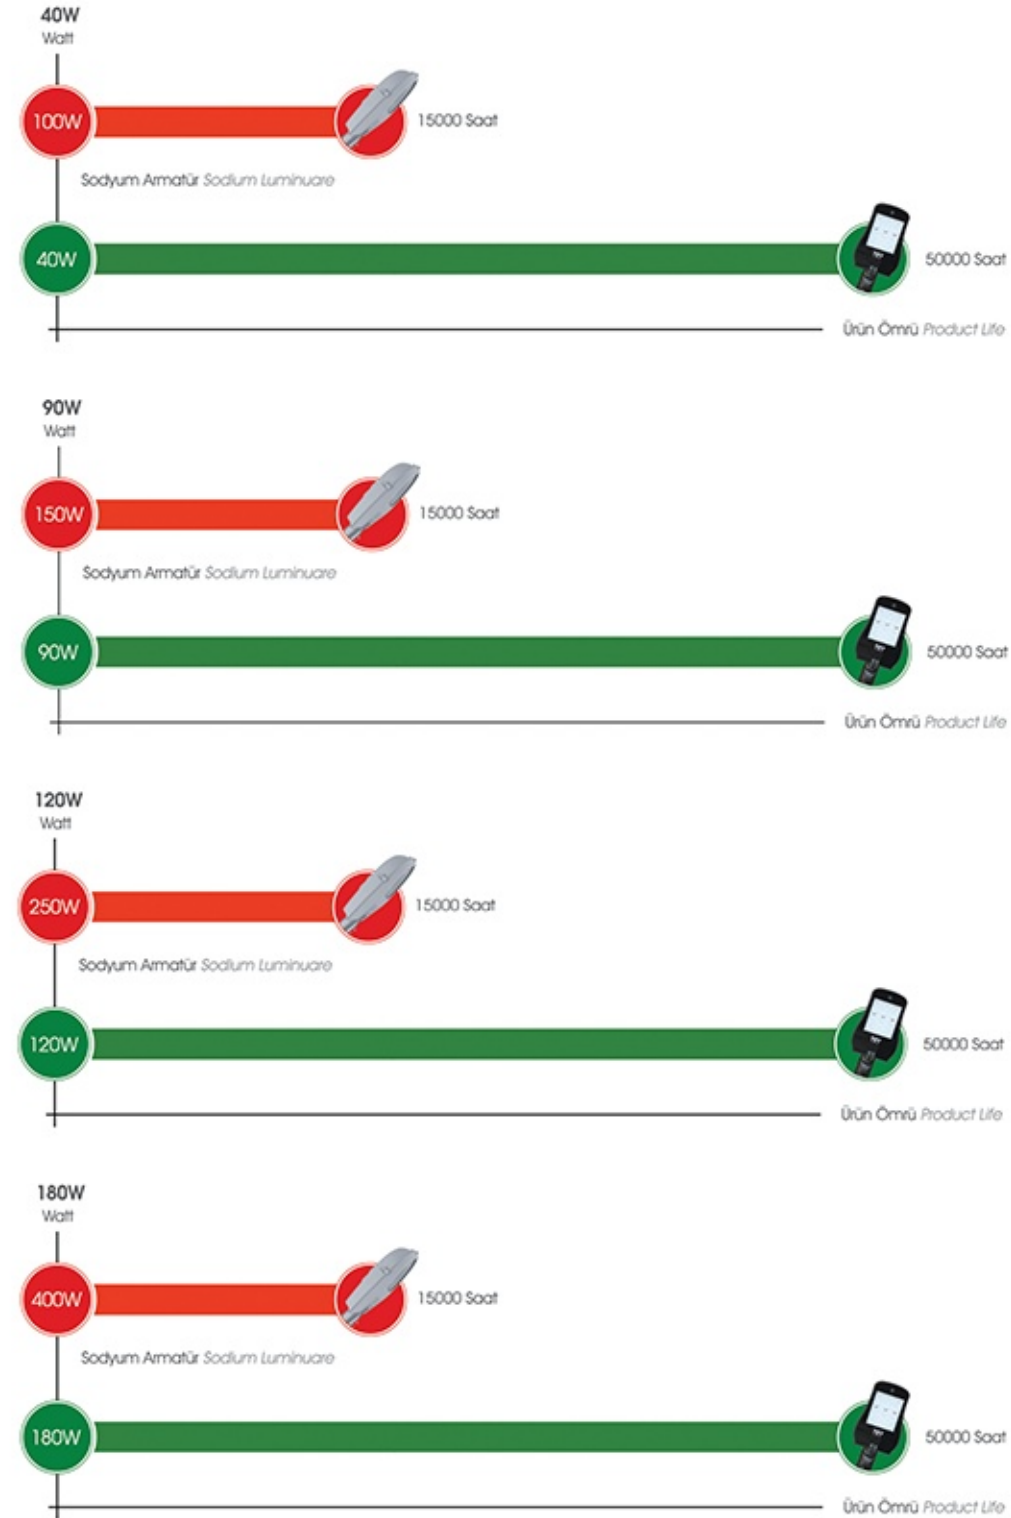 40W
Watt
100W
15000 Saat
Sodyum Armatür Sodium Luminuare
40W
50000 Saat
Ürün Ömrü Product Life
90W
Watt
150W
15000 Saat
Sodyum Armatür Sodium Luminuare
90W
50000 Saat
Ürün Ömrü Product Life
120W
Watt
250W
15000 Saat
Sodyum Armatür Sodium Luminuare
120W
50000 Saat
Ürün Ömrü Product Life
180W
Watt
400W
15000 Saat
Sodyum Armatür Sodium Luminuare
180W
50000 Saat
Ürün Ömrü Product Life